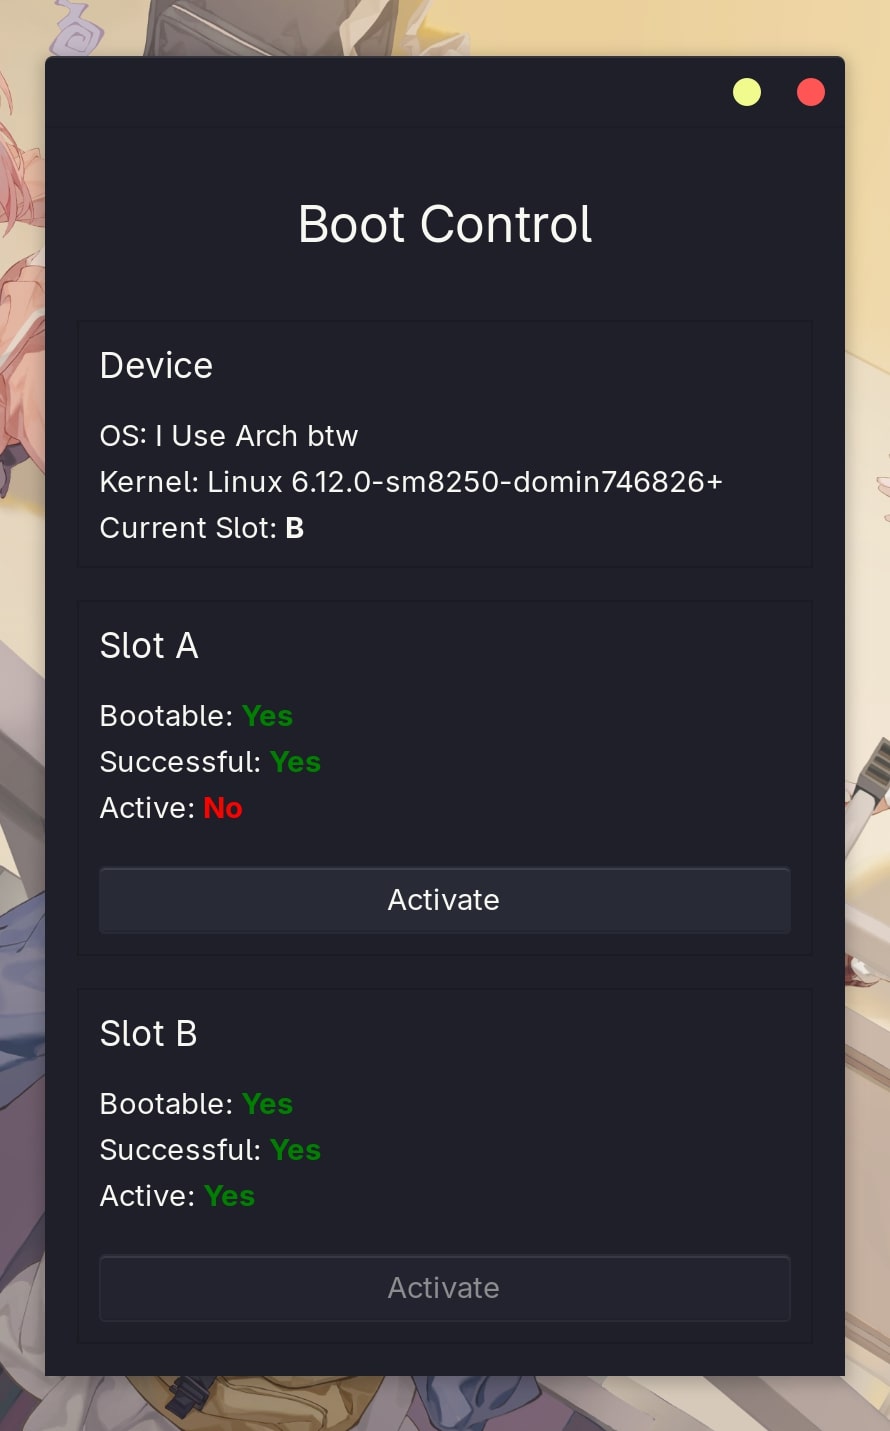 Boot Control
Device
OS: I Use Arch btw
Kernel: Linux 6.12.0-sm8250-domin746826+
Current Slot: B
Slot A
Bootable: Yes
Successful: Yes
Active: No
Activate
Slot B
Bootable: Yes
Successful: Yes
Active: Yes
Activate